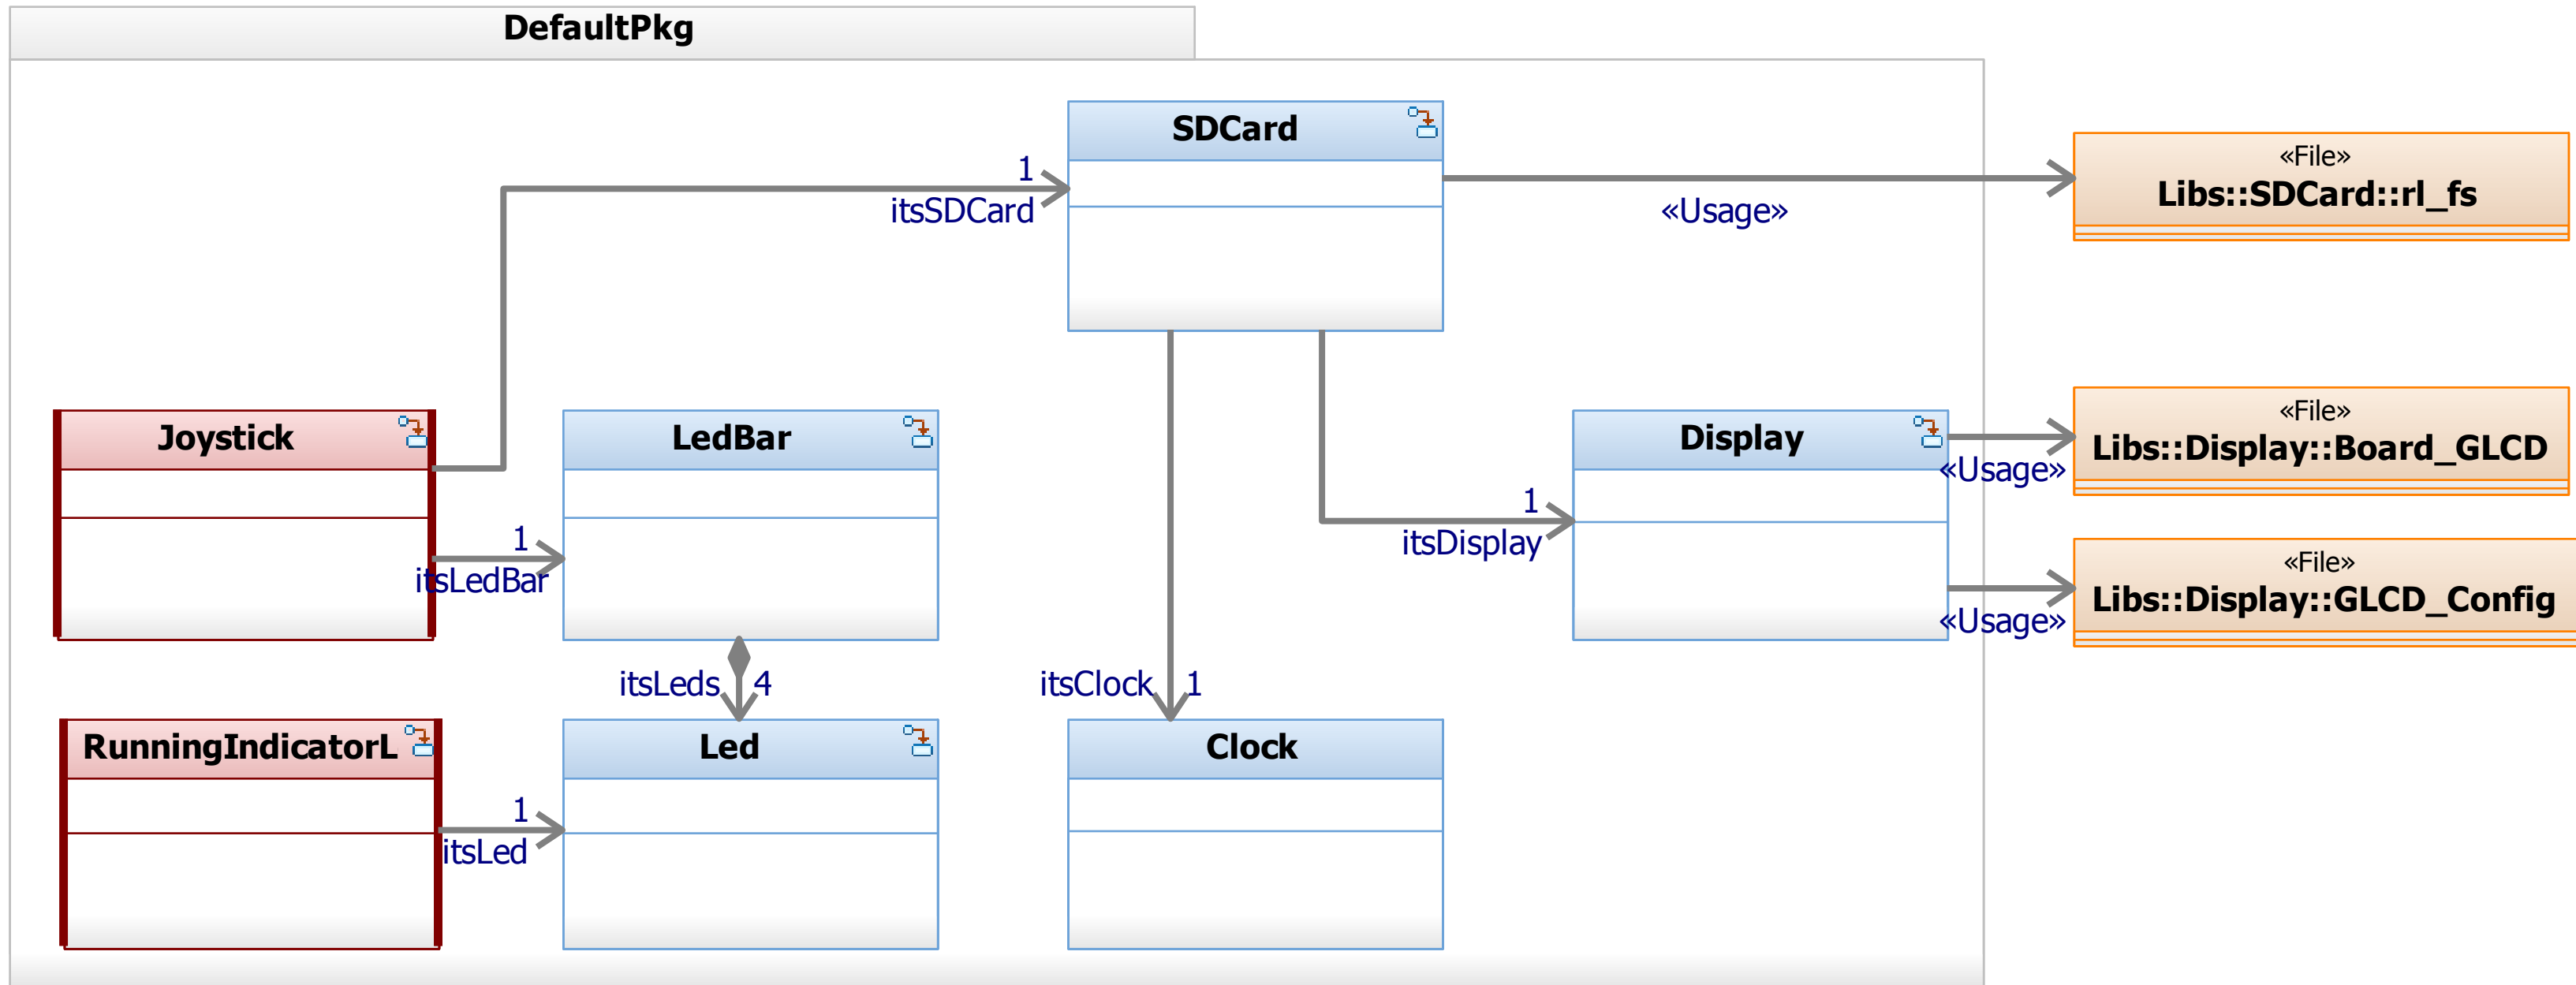 DefaultPkg
SDCard
«File»
Libs::SDCard::rl_fs
1
itsSDCard
«Usage»
Joystick
LedBar
Display
«File»
Libs::Display::Board_GLCD
«Usage»
1
itsLedBar
1
itsDisplay
«File»
Libs::Display::GLCD_Config
«Usage»
itsLeds
4
itsClock
1
RunningIndicatorL
Led
Clock
1
itsLed